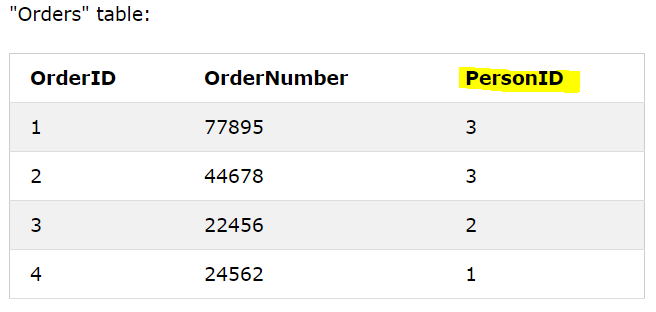 "Orders" table:
OrderID OrderNumber PersonID
1 77895 3
2 44678 3
3 22456 2
4 24562 1